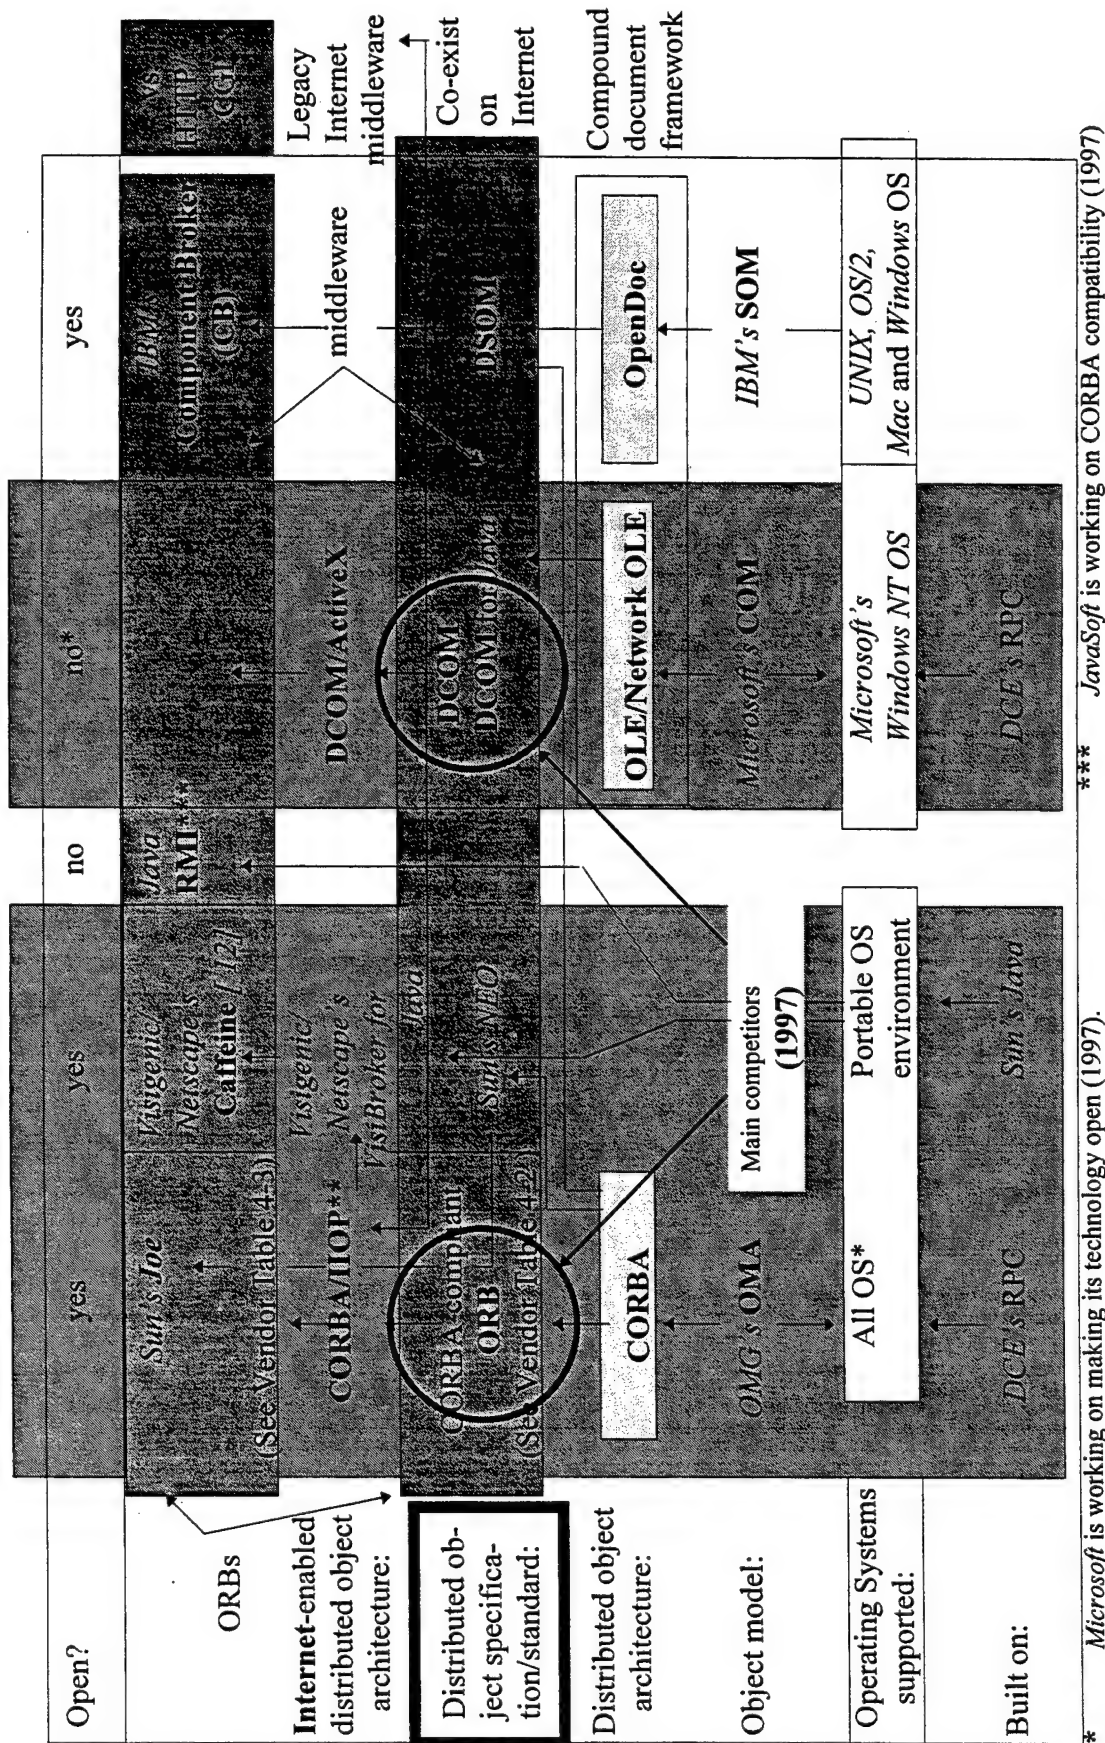 Open?
yes
yes
no
no*
yes
ORBs
Sun's Joe
(See Vendor Table 4-3)
Visigenic/
Netscape's
Caffeine [12]
Java
RMI***
IBM's
Component Broker
(CB)
vs
HTTP/
CGI
Internet-enabled
distributed object
architecture:
CORBA/IIOP**
Visigenic/
Netscape's
VisiBroker for
Java
DCOM/ActiveX
middleware
Legacy
Internet
middleware
Distributed ob-
ject specifica-
tion/standard:
CORBA-compliant
ORB
(See Vendor Table 4-2)
Sun's NEO
DCOM
DCOM for Java
DSOM
Co-exist
on
Internet
Distributed object
architecture:
CORBA
OLE/Network OLE
OpenDoc
Compound
document
framework
Object model:
OMG's OMA
Main competitors
(1997)
Microsoft's COM
IBM's SOM
Operating Systems
supported:
All OS*
Portable OS
environment
Microsoft's
Windows NT OS
UNIX, OS/2,
Mac and Windows OS
Built on:
DCE's RPC
Sun's Java
DCE's RPC
* Microsoft is working on making its technology open (1997).
*** JavaSoft is working on CORBA compatibility (1997)